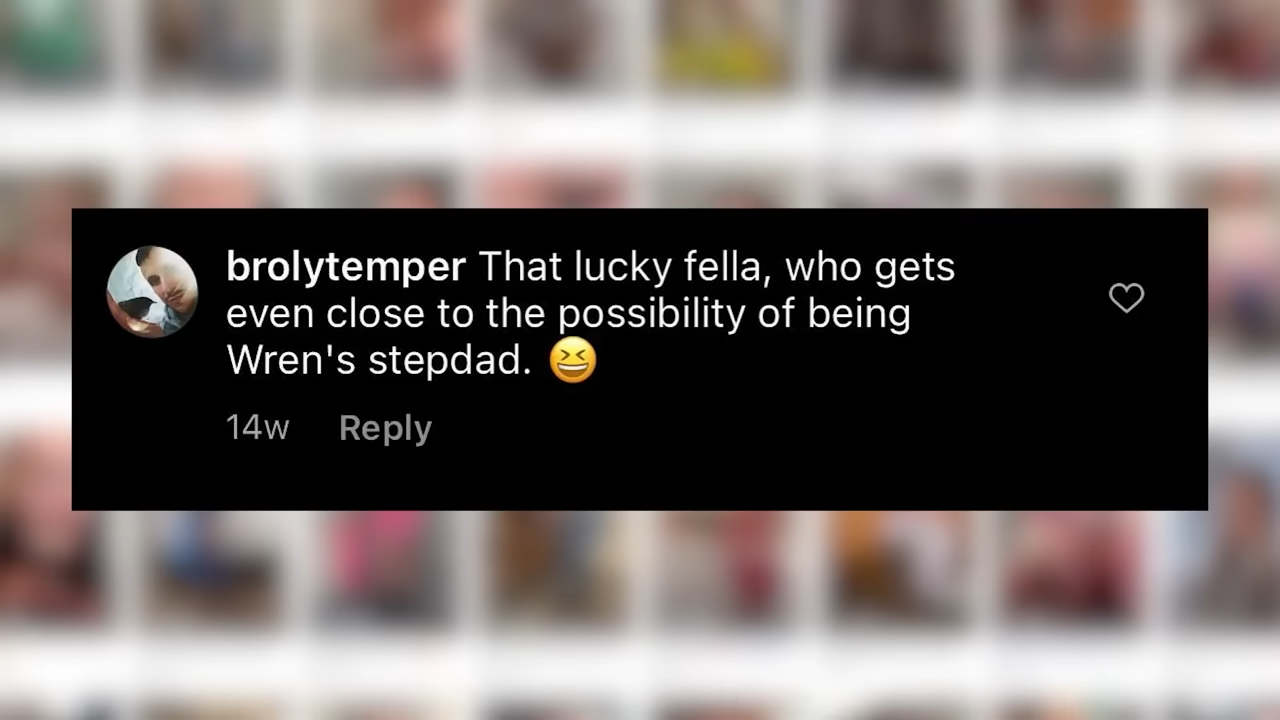 brolytemper That lucky fella, who gets
even close to the possibility of being
Wren's stepdad. 😆
14w Reply